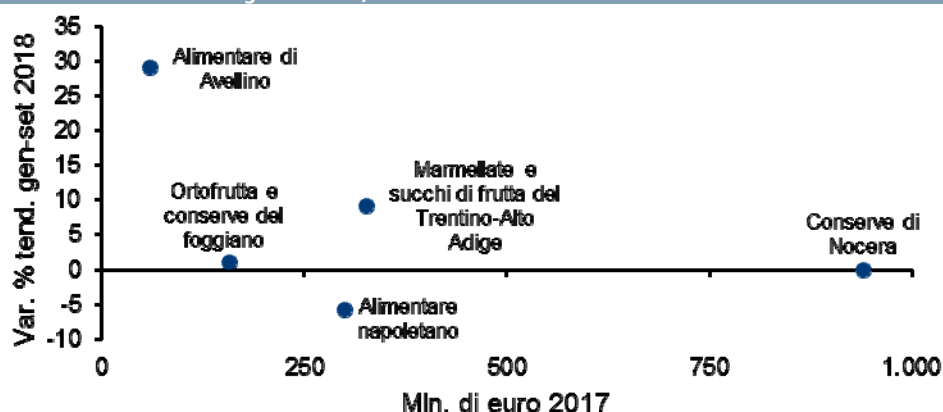 35
30
25
20
15
10
5
0
-5
-10
Var. % tend. gen-set 2018
Alimentare di
Avellino
Ortofrutta e
conserve del
foggiano
Marmellate e
succhi di frutta del
Trentino-Alto
Adige
Conserve di
Nocera
Alimentare
napoletano
0 250 500 750 1.000
Mln. di euro 2017